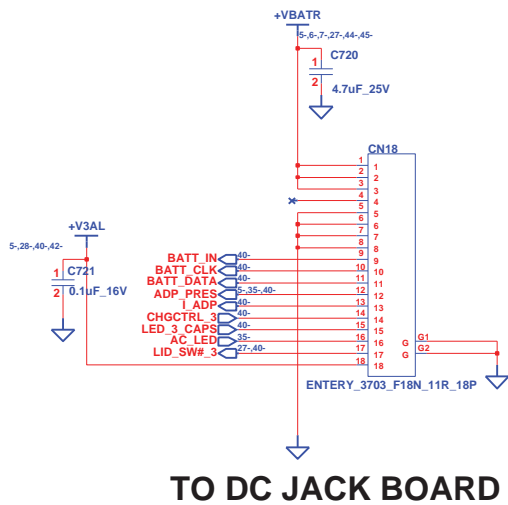 +VBATR
5-,6-,7-,27-,44-,45-
C720
1
2
4.7uF_25V
CN18
1 1
2 2
3 3
4 4
5 5
6 6
7 7
8 8
+V3AL
5-,28-,40-,42-
C721
1
2
0.1uF_16V
BATT_IN 40- 9 9
BATT_CLK 40- 10 10
BATT_DATA 40- 11 11
ADP_PRES 5-,35-,40- 12 12
I_ADP 40- 13 13
CHGCTRL_3 40- 14 14
LED_3_CAPS 40- 15 15
AC_LED 35- 16 16 G G1
LID_SW#_3 27-,40- 17 17 G G2
18 18
ENTERY_3703_F18N_11R_18P
TO DC JACK BOARD